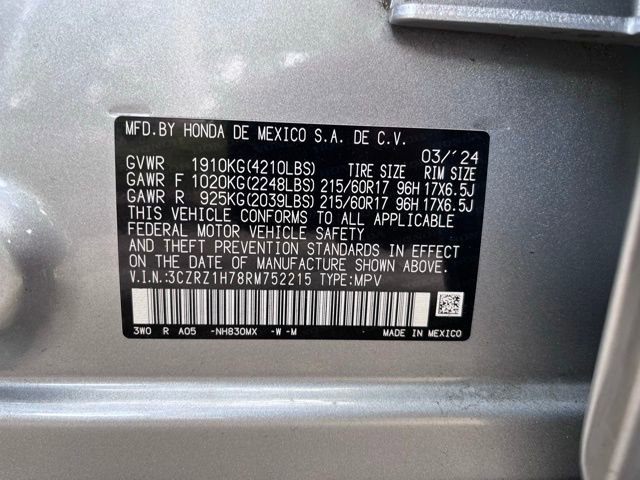 MFD.BY HONDA DE MEXICO S.A. DE C.V.
03/'24
GVWR 1910KG(4210LBS) TIRE SIZE RIM SIZE
GAWR F 1020KG(2248LBS) 215/60R17 96H 17X6.5J
GAWR R 925KG(2039LBS) 215/60R17 96H 17X6.5J
THIS VEHICLE CONFORMS TO ALL APPLICABLE
FEDERAL MOTOR VEHICLE SAFETY
AND THEFT PREVENTION STANDARDS IN EFFECT
ON THE DATE OF MANUFACTURE SHOWN ABOVE.
V.I.N.:3CZRZ1H78RM752215 TYPE:MPV
3W0 R A05 -NH830MX -W -M MADE IN MEXICO